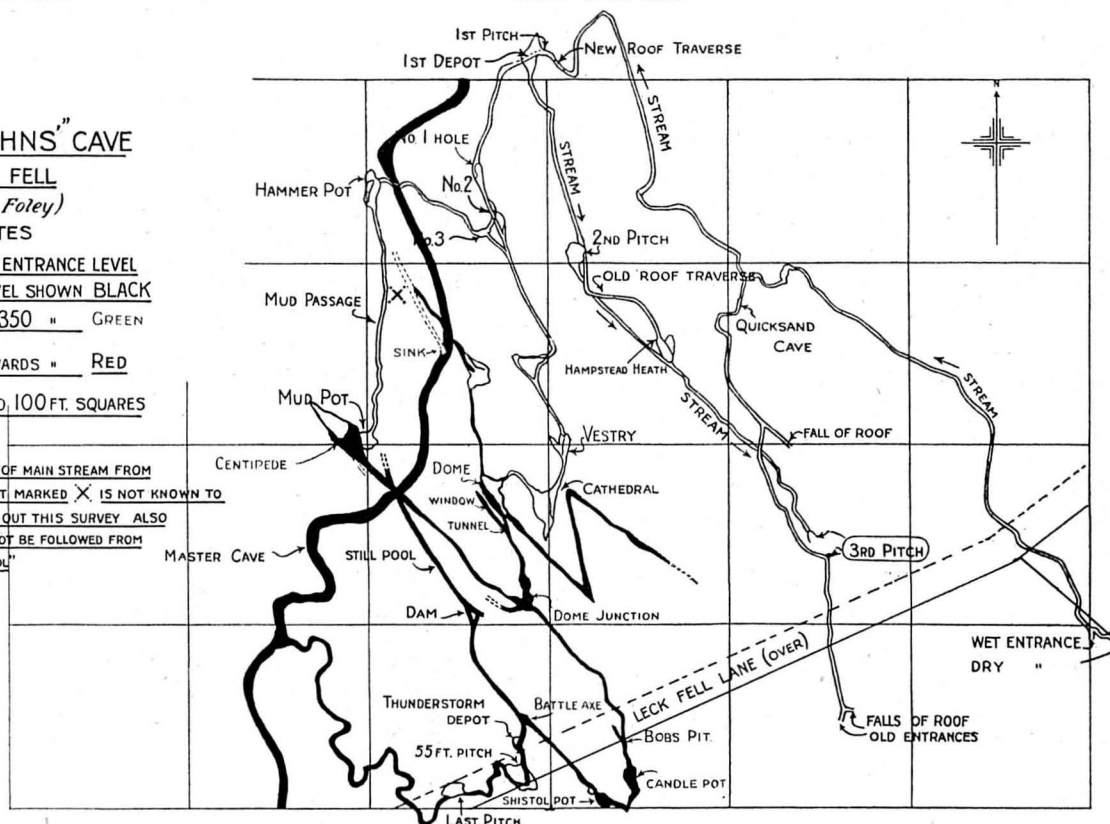 HNS'" CAVE
FELL
Foley)
TES
ENTRANCE LEVEL
VEL SHOWN BLACK
350 " GREEN
ARDS " RED
100 FT. SQUARES
OF MAIN STREAM FROM
T MARKED X IS NOT KNOWN TO
OUT THIS SURVEY ALSO
OT BE FOLLOWED FROM
OL"
1ST PITCH
1ST DEPOT
NEW ROOF TRAVERSE
STREAM
N
No. 1 HOLE
STREAM
HAMMER POT
No. 2
No. 3
2ND PITCH
OLD ROOF TRAVERSE
X
MUD PASSAGE
QUICKSAND
CAVE
SINK
HAMPSTEAD HEATH
STREAM
STREAM
MUD POT
FALL OF ROOF
VESTRY
CENTIPEDE
DOME
CATHEDRAL
WINDOW
TUNNEL
MASTER CAVE
STILL POOL
3RD PITCH
DAM
DOME JUNCTION
LECK FELL LANE (OVER)
WET ENTRANCE
DRY "
THUNDERSTORM
DEPOT
BATTLE AXE
BOBS PIT.
FALLS OF ROOF
OLD ENTRANCES
55 FT. PITCH
CANDLE POT
SHISTOL POT
LAST PITCH